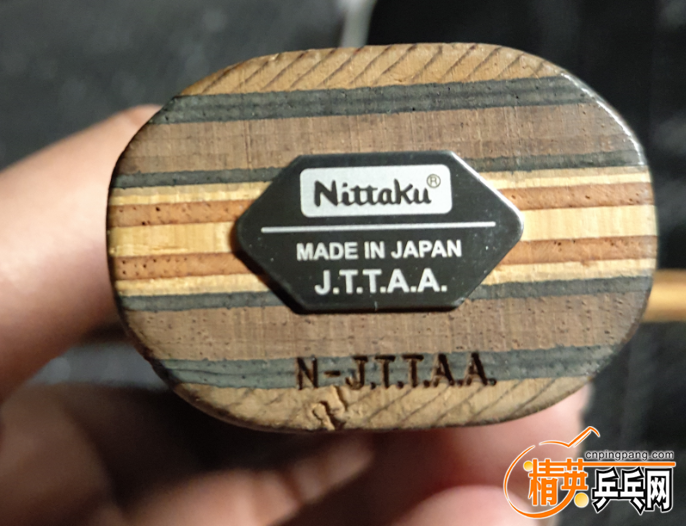 Nittaku®
MADE IN JAPAN
J.T.T.A.A.
N-J.T.T.A.A.
cnpingpang.com
精英乒乓网